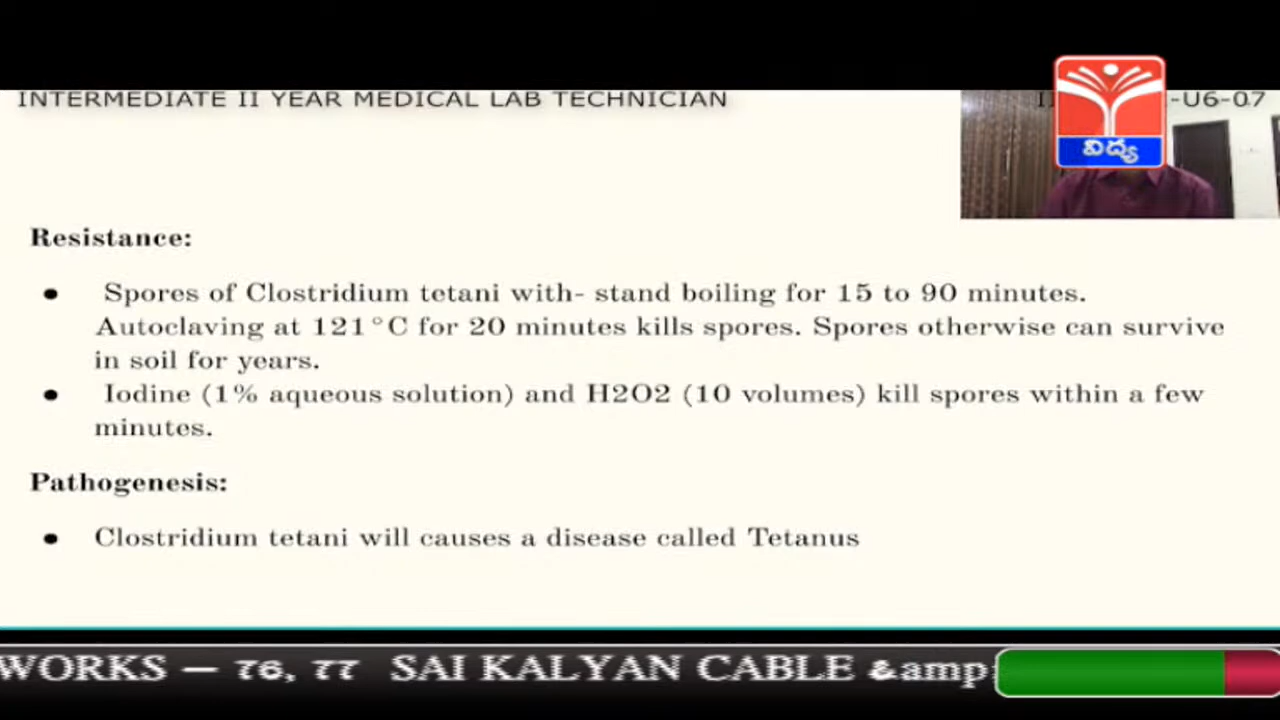 INTERMEDIATE II YEAR MEDICAL LAB TECHNICIAN
-U6-07
విద్య
Resistance:
● Spores of Clostridium tetani with- stand boiling for 15 to 90 minutes.
Autoclaving at 121°C for 20 minutes kills spores. Spores otherwise can survive
in soil for years.
● Iodine (1% aqueous solution) and H2O2 (10 volumes) kill spores within a few
minutes.
Pathogenesis:
● Clostridium tetani will causes a disease called Tetanus
WORKS – 76, 77 SAI KALYAN CABLE &amp;